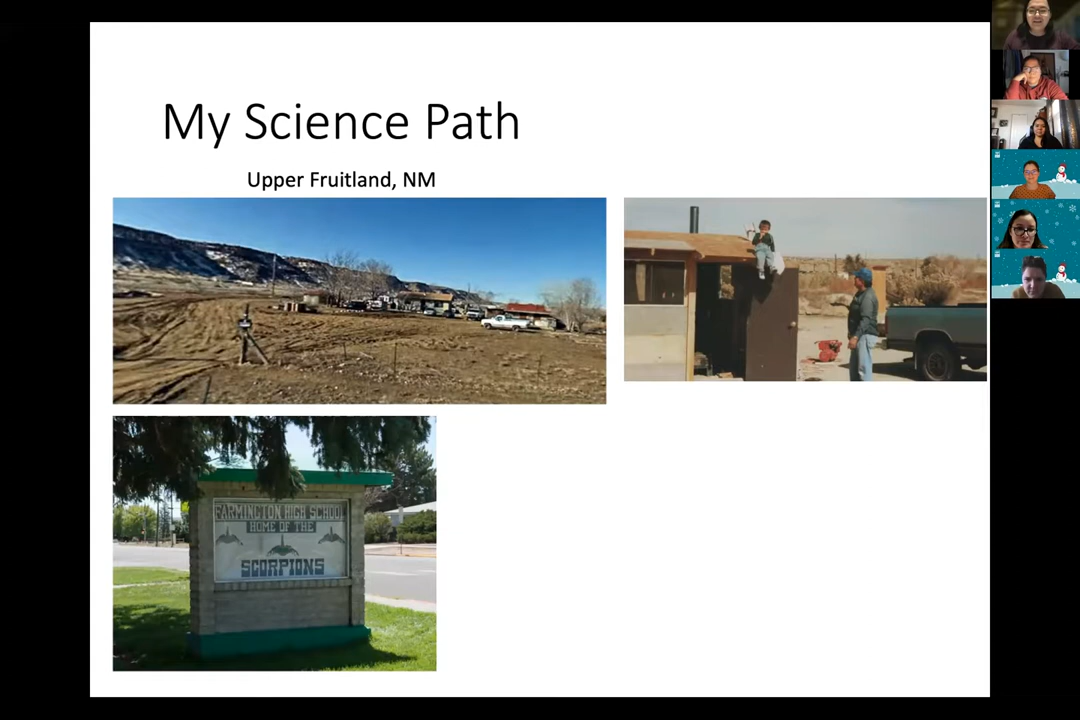 My Science Path
Upper Fruitland, NM
FARMINGTON HIGH SCHOOL
HOME OF THE
SCORPIONS